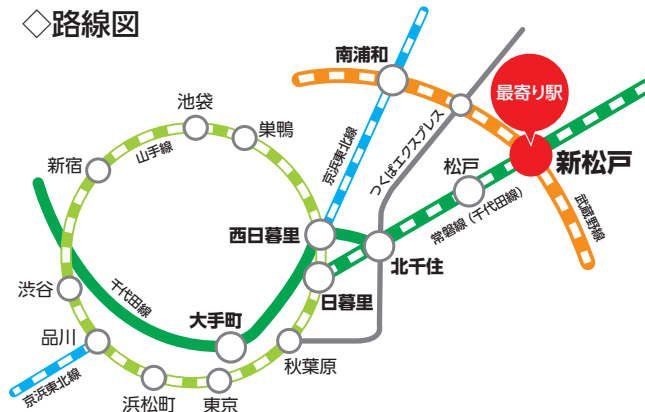 ◇路線図
南浦和
最寄り駅
新松戸
池袋
巣鴨
山手線
京浜東北線
つくばエクスプレス
新宿
松戸
常磐線(千代田線)
武蔵野線
西日暮里
北千住
日暮里
渋谷
千代田線
大手町
品川
秋葉原
京浜東北線
浜松町
東京